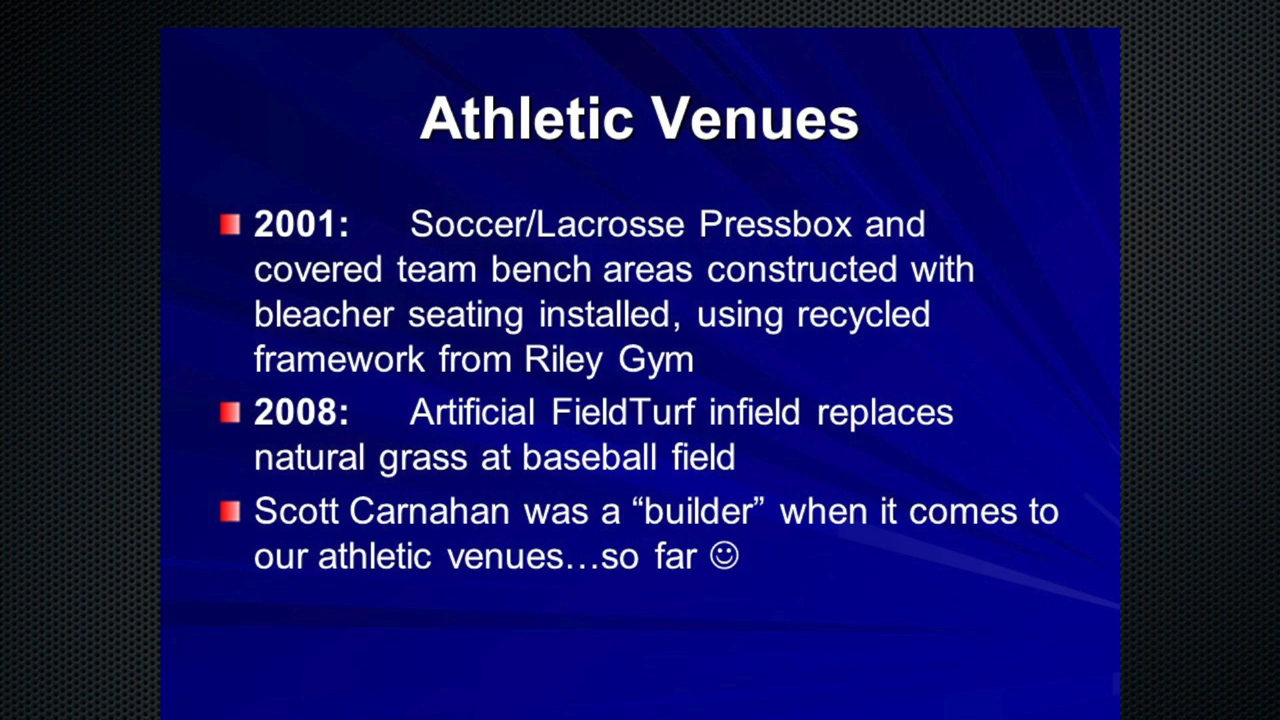 Athletic Venues
2001: Soccer/Lacrosse Pressbox and
covered team bench areas constructed with
bleacher seating installed, using recycled
framework from Riley Gym
2008: Artificial FieldTurf infield replaces
natural grass at baseball field
Scott Carnahan was a “builder” when it comes to
our athletic venues…so far ☺